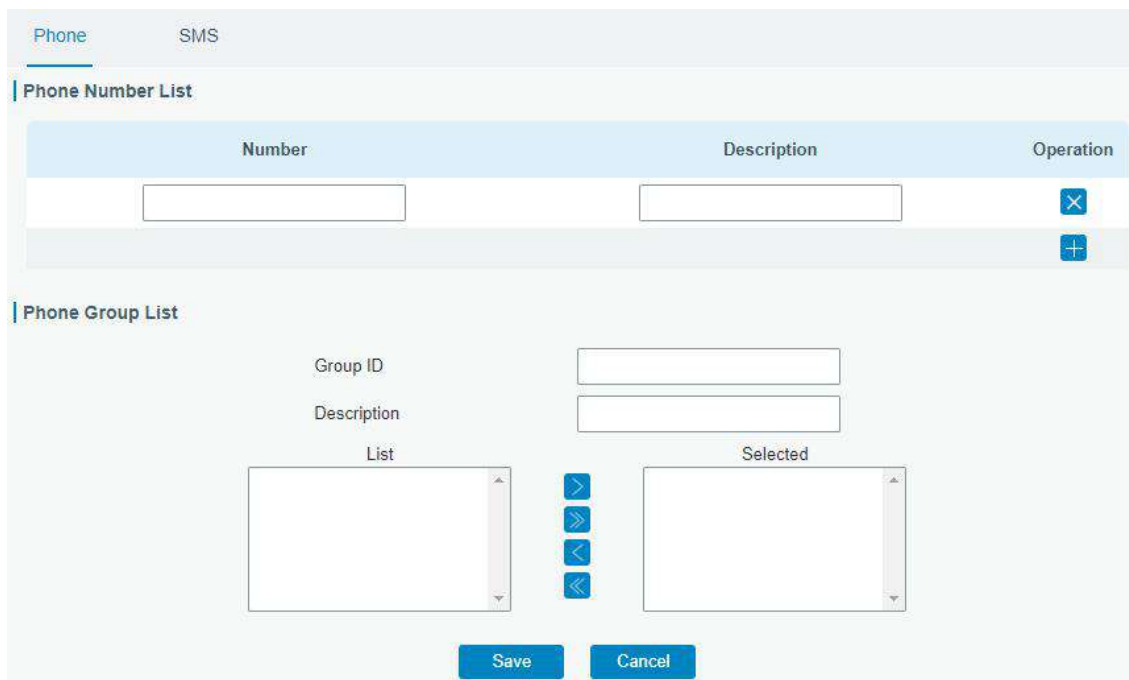 Phone SMS
Phone Number List
Number Description Operation
Phone Group List
Group ID
Description
List Selected
Save Cancel